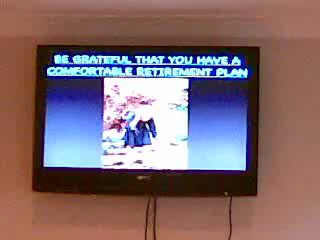 BE GRATEFUL THAT YOU HAVE A
COMFORTABLE RETIREMENT PLAN